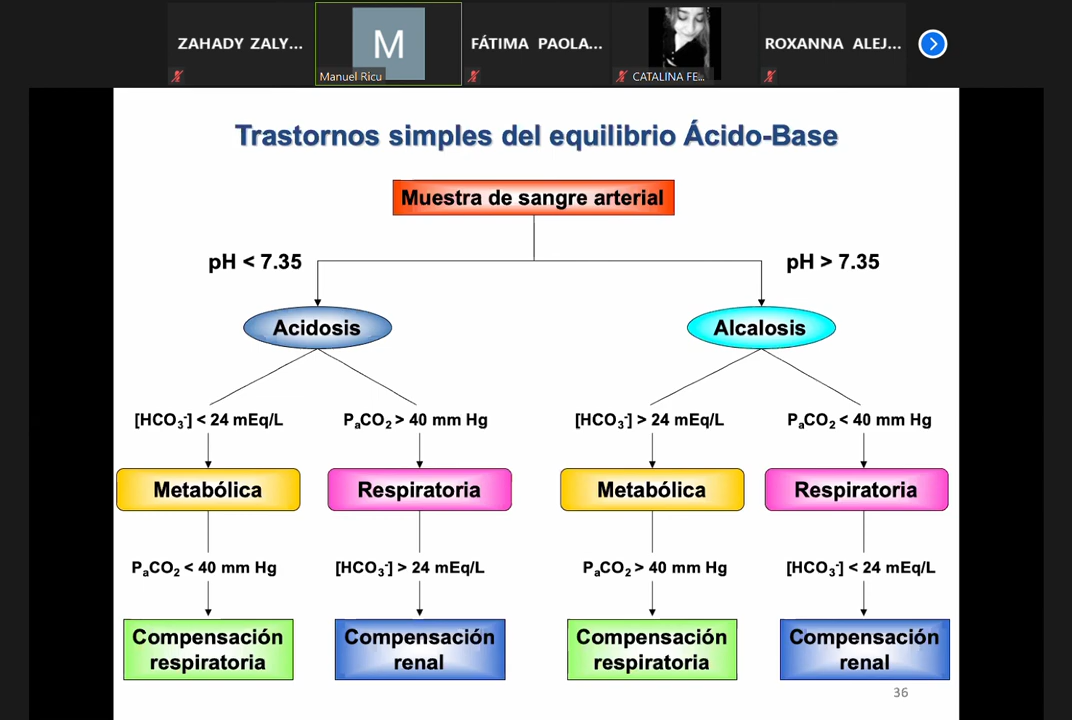 ZAHADY ZALY...
M
Manuel Ricu
FÁTIMA PAOLA...
CATALINA FE...
ROXANNA ALEJ...
Trastornos simples del equilibrio Ácido-Base
Muestra de sangre arterial
pH < 7.35
pH > 7.35
Acidosis
Alcalosis
[HCO₃⁻] < 24 mEq/L
PₐCO₂ > 40 mm Hg
[HCO₃⁻] > 24 mEq/L
PₐCO₂ < 40 mm Hg
Metabólica
Respiratoria
Metabólica
Respiratoria
PₐCO₂ < 40 mm Hg
[HCO₃⁻] > 24 mEq/L
PₐCO₂ > 40 mm Hg
[HCO₃⁻] < 24 mEq/L
Compensación
respiratoria
Compensación
renal
Compensación
respiratoria
Compensación
renal
36